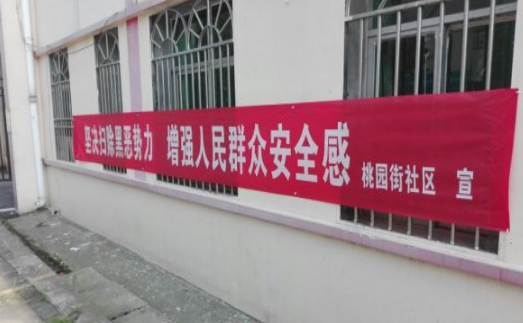 坚决扫除黑恶势力 增强人民群众安全感 桃园街社区 宣